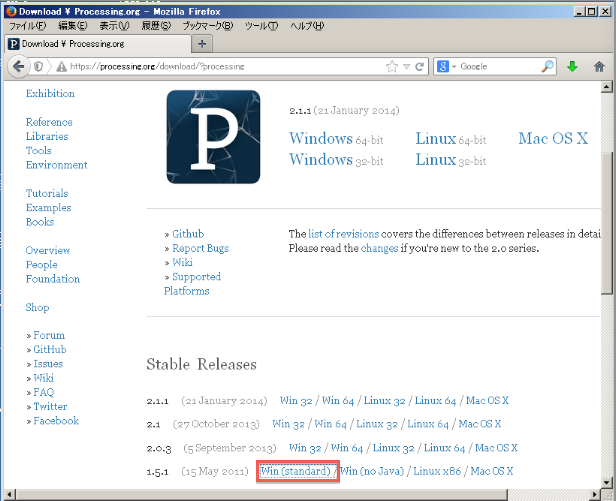 Download ¥ Processing.org - Mozilla Firefox
ファイル(F) 編集(E) 表示(V) 履歴(S) ブックマーク(B) ツール(T) ヘルプ(H)
P Download ¥ Processing.org
https://processing.org/download/?processing
Google
Exhibition
Reference
Libraries
Tools
Environment
Tutorials
Examples
Books
Overview
People
Foundation
Shop
» Forum
» GitHub
» Issues
» Wiki
» FAQ
» Twitter
» Facebook
P
2.1.1 (21 January 2014)
Windows 64-bit Linux 64-bit Mac OS X
Windows 32-bit Linux 32-bit
» Github
» Report Bugs
» Wiki
» Supported
Platforms
The list of revisions covers the differences between releases in detai
Please read the changes if you're new to the 2.0 series.
Stable Releases
2.1.1 (21 January 2014) Win 32 / Win 64 / Linux 32 / Linux 64 / Mac OS X
2.1 (27 October 2013) Win 32 / Win 64 / Linux 32 / Linux 64 / Mac OS X
2.0.3 (5 September 2013) Win 32 / Win 64 / Linux 32 / Linux 64 / Mac OS X
1.5.1 (15 May 2011) Win (standard) / Win (no Java) / Linux x86 / Mac OS X